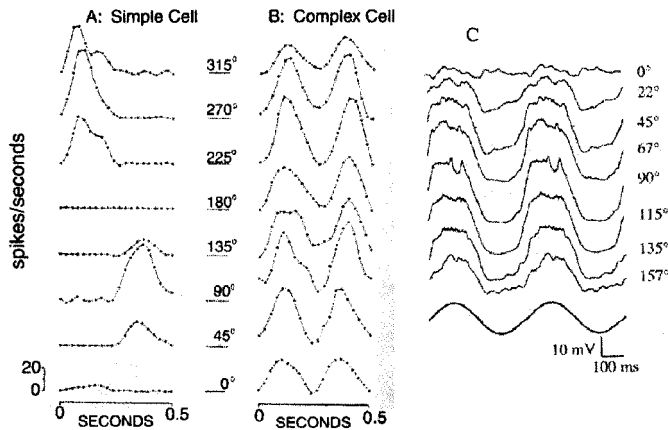 A: Simple Cell
B: Complex Cell
C
315°
270°
225°
180°
135°
90°
45°
0°
spikes/seconds
20
0
0
SECONDS
0.5
0
SECONDS
0.5
0°
22°
45°
67°
90°
115°
135°
157°
10 mV
100 ms